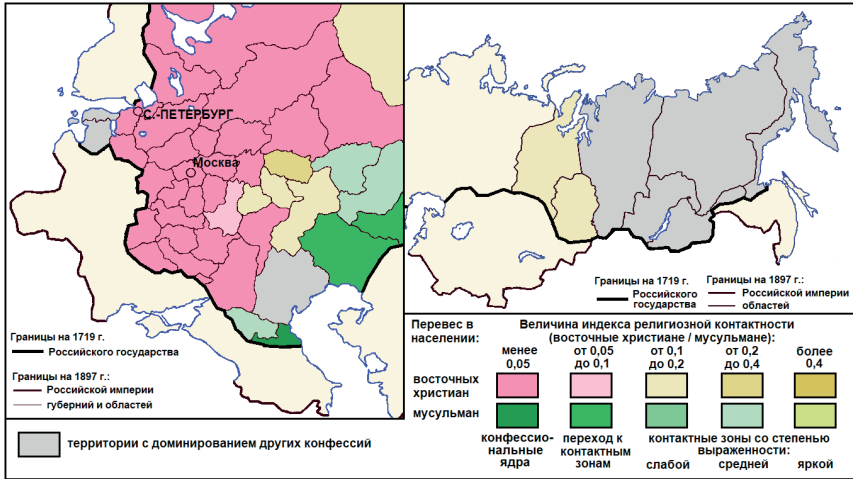 С.-ПЕТЕРБУРГ
Москва
Границы на 1719 г.
Российского государства
Границы на 1897 г.:
Российской империи
губерний и областей
территории с доминированием других конфессий
Границы на 1719 г.:
Российского
государства
Границы на 1897 г.:
Российской империи
областей
Перевес в
населении:
Величина индекса религиозной контактности
(восточные христиане / мусульмане):
менее
0,05
от 0,05
до 0,1
от 0,1
до 0,2
от 0,2
до 0,4
более
0,4
восточных
христиан
мусульман
конфессио-
нальные
ядра
переход к
контактным
зонам
контактные зоны со степенью
выраженности:
слабой
средней
яркой